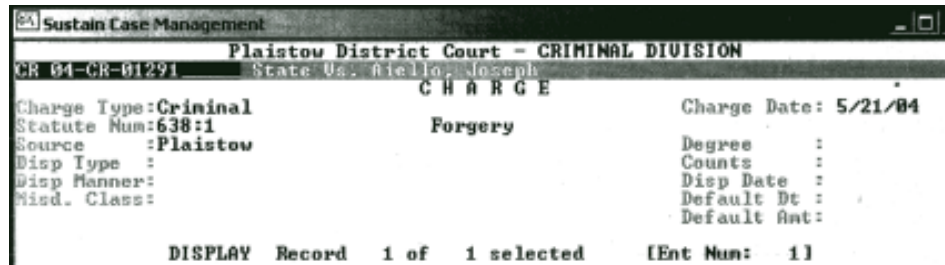 Sustain Case Management
Plaistow District Court - CRIMINAL DIVISION
CR 04-CR-01291 State Vs. Aiello, Joseph
C H A R G E
Charge Type:Criminal Charge Date: 5/21/04
Statute Num:638:1 Forgery
Source :Plaistow Degree :
Disp Type : Counts :
Disp Manner: Disp Date :
Misd. Class: Default Dt :
Default Amt:
DISPLAY Record 1 of 1 selected [Ent Num: 1]